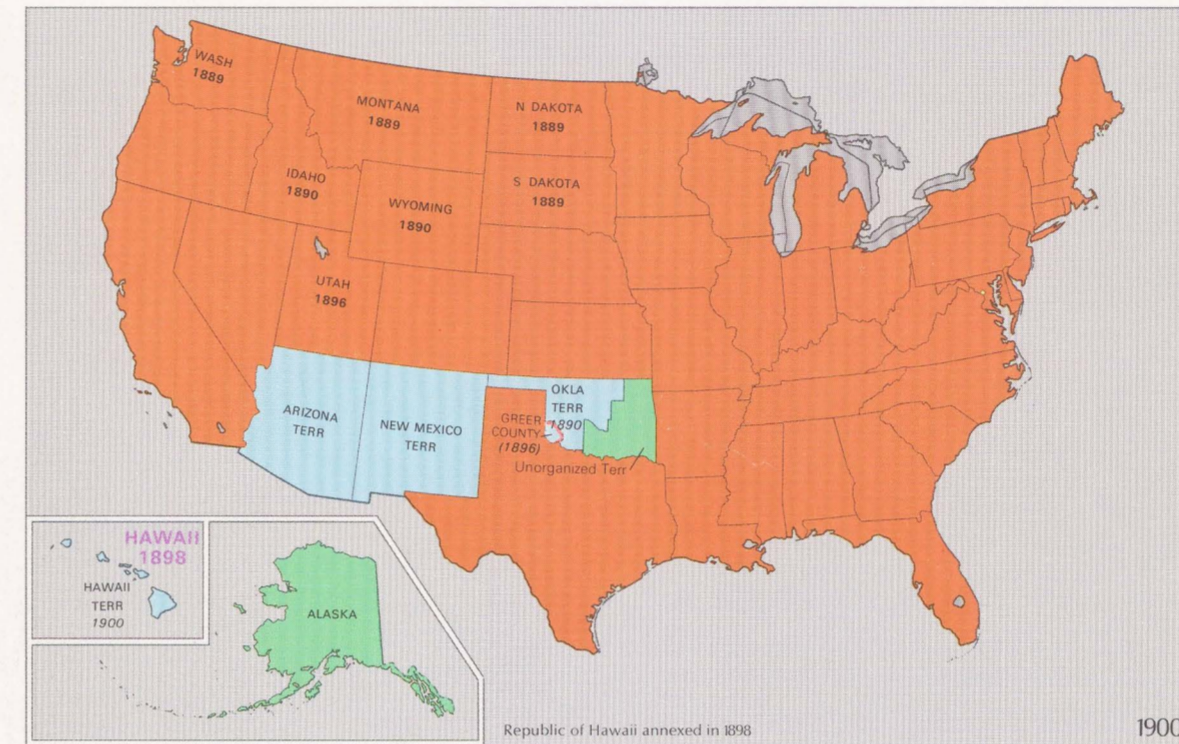 WASH
1889
MONTANA
1889
N DAKOTA
1889
IDAHO
1890
WYOMING
1890
S DAKOTA
1889
UTAH
1896
ARIZONA
TERR
NEW MEXICO
TERR
OKLA
TERR
1890
GREER
COUNTY
(1896)
Unorganized Terr
HAWAII
1898
HAWAII
TERR
1900
ALASKA
Republic of Hawaii annexed in 1898
1900